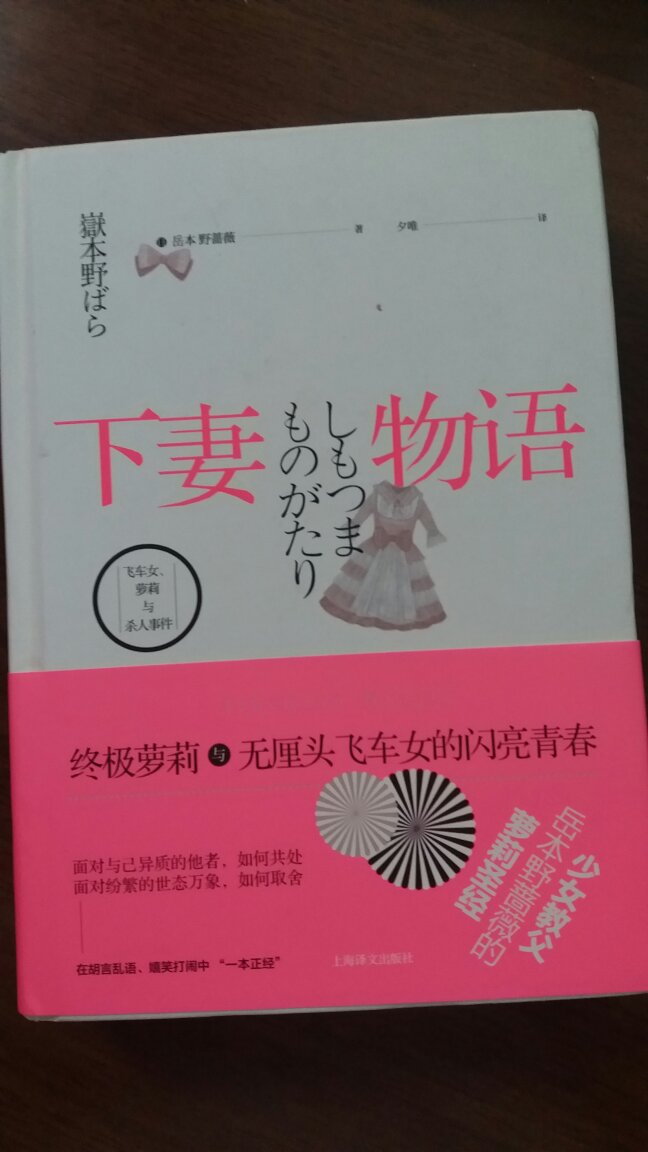 嶽本野ばら
日 岳本 野蔷薇 著 夕唯 译
下妻物语
しもつま
ものがたり
飞车女、
萝莉
与
杀人事件
终极萝莉与无厘头飞车女的闪亮青春
面对与己异质的他者，如何共处
面对纷繁的世态万象，如何取舍
在胡言乱语、嬉笑打闹中“一本正经”
少女教父
岳本野蔷薇的
萝莉圣经
上海译文出版社